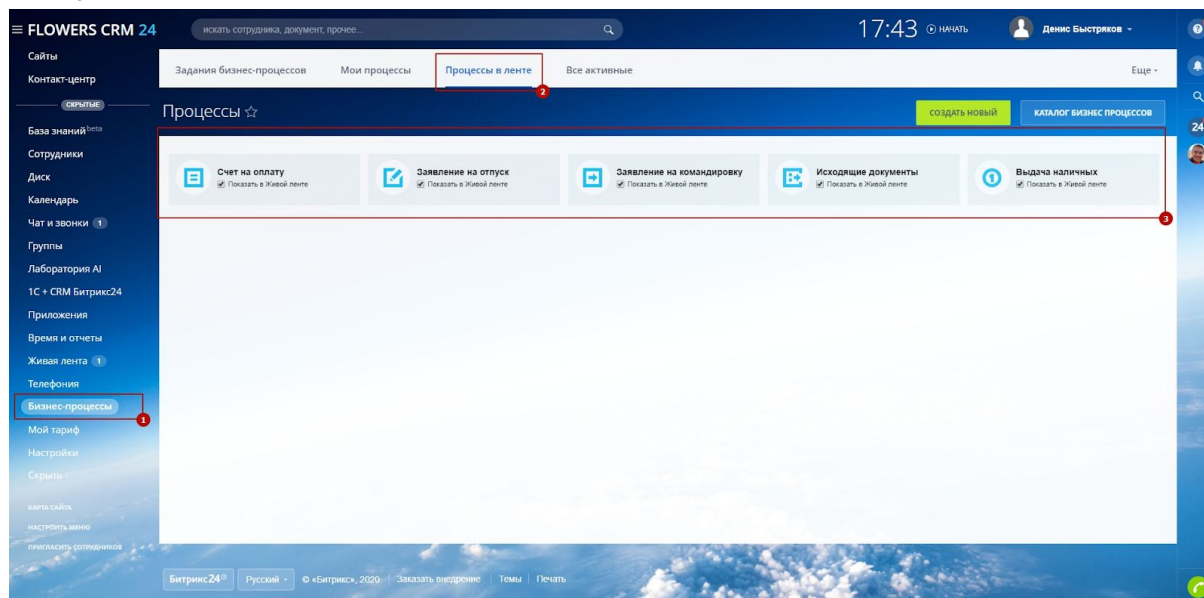 FLOWERS CRM 24
искать сотрудника, документ, прочее...
17:43 НАЧАТЬ
Денис Быстряков
Сайты
Контакт-центр
СКРЫТЫЕ
База знаний beta
Сотрудники
Диск
Календарь
Чат и звонки 1
Группы
Лаборатория AI
1С + CRM Битрикс24
Приложения
Время и отчеты
Живая лента 1
Телефония
Бизнес-процессы
1
Мой тариф
Настройки
Скрыть
КАРТА САЙТА
НАСТРОИТЬ МЕНЮ
ПРИГЛАСИТЬ СОТРУДНИКОВ
Задания бизнес-процессов Мои процессы Процессы в ленте Все активные Еще
2
Процессы
СОЗДАТЬ НОВЫЙ КАТАЛОГ БИЗНЕС ПРОЦЕССОВ
Счет на оплату
Показать в Живой ленте
Заявление на отпуск
Показать в Живой ленте
Заявление на командировку
Показать в Живой ленте
Исходящие документы
Показать в Живой ленте
1
Выдача наличных
Показать в Живой ленте
3
?
24
Битрикс24 Русский © «Битрикс», 2020 Заказать внедрение Темы Печать